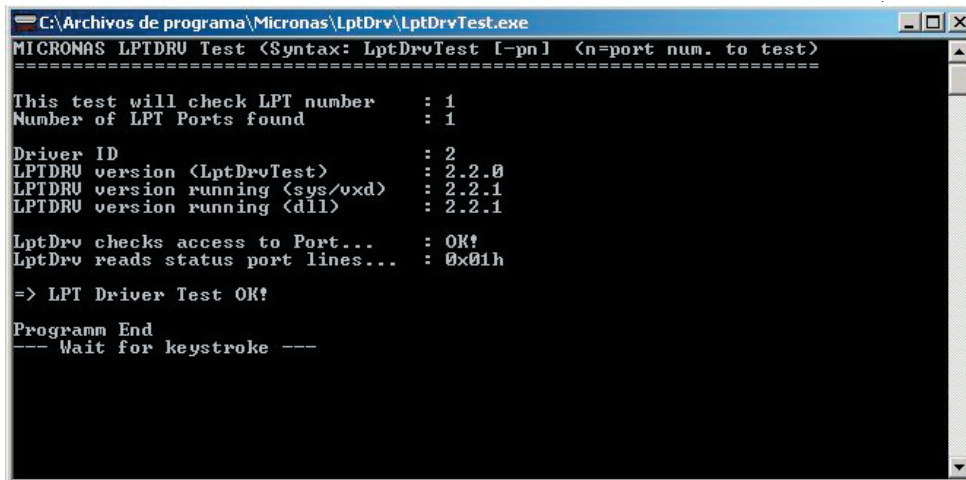 C:\Archivos de programa\Micronas\LptDrv\LptDrvTest.exe
MICRONAS LPTDRV Test (Syntax: LptDrvTest [-pn]  (n=port num. to test)
=====================================================================
This test will check LPT number : 1
Number of LPT Ports found : 1
Driver ID : 2
LPTDRV version (LptDrvTest) : 2.2.0
LPTDRV version running (sys/vxd) : 2.2.1
LPTDRV version running (dll) : 2.2.1
LptDrv checks access to Port... : OK!
LptDrv reads status port lines... : 0x01h
=> LPT Driver Test OK!
Programm End
--- Wait for keystroke ---